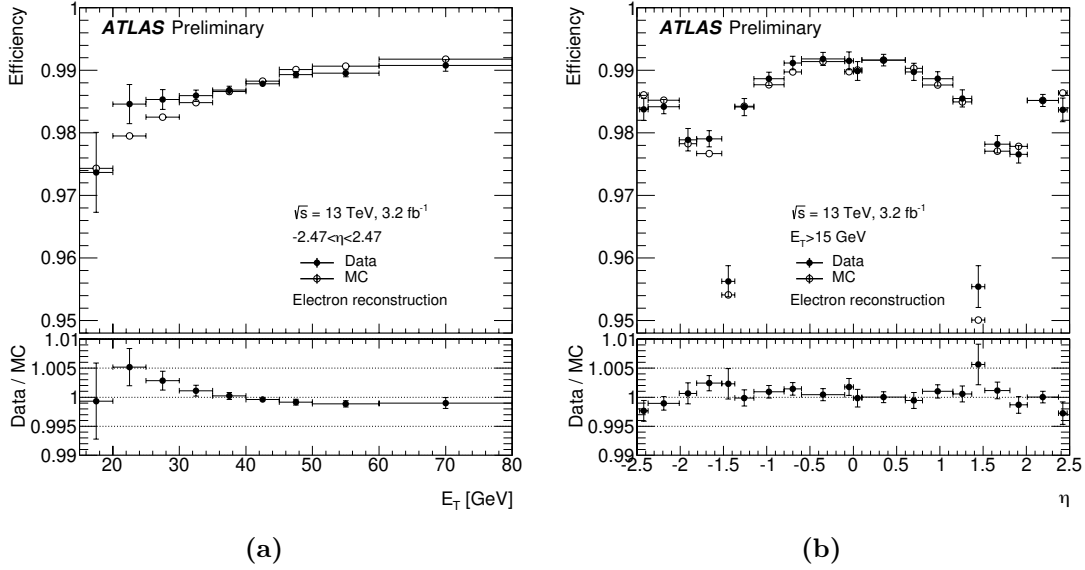 Efficiency
1
0.99
0.98
0.97
0.96
0.95
ATLAS Preliminary
√s = 13 TeV, 3.2 fb⁻¹
-2.47<η<2.47
Data
MC
Electron reconstruction
Data / MC
1.01
1.005
1
0.995
0.99
20 30 40 50 60 70 80
E_T [GeV]
(a)
Efficiency
1
0.99
0.98
0.97
0.96
0.95
ATLAS Preliminary
√s = 13 TeV, 3.2 fb⁻¹
E_T>15 GeV
Data
MC
Electron reconstruction
Data / MC
1.01
1.005
1
0.995
0.99
-2.5 -2 -1.5 -1 -0.5 0 0.5 1 1.5 2 2.5
η
(b)